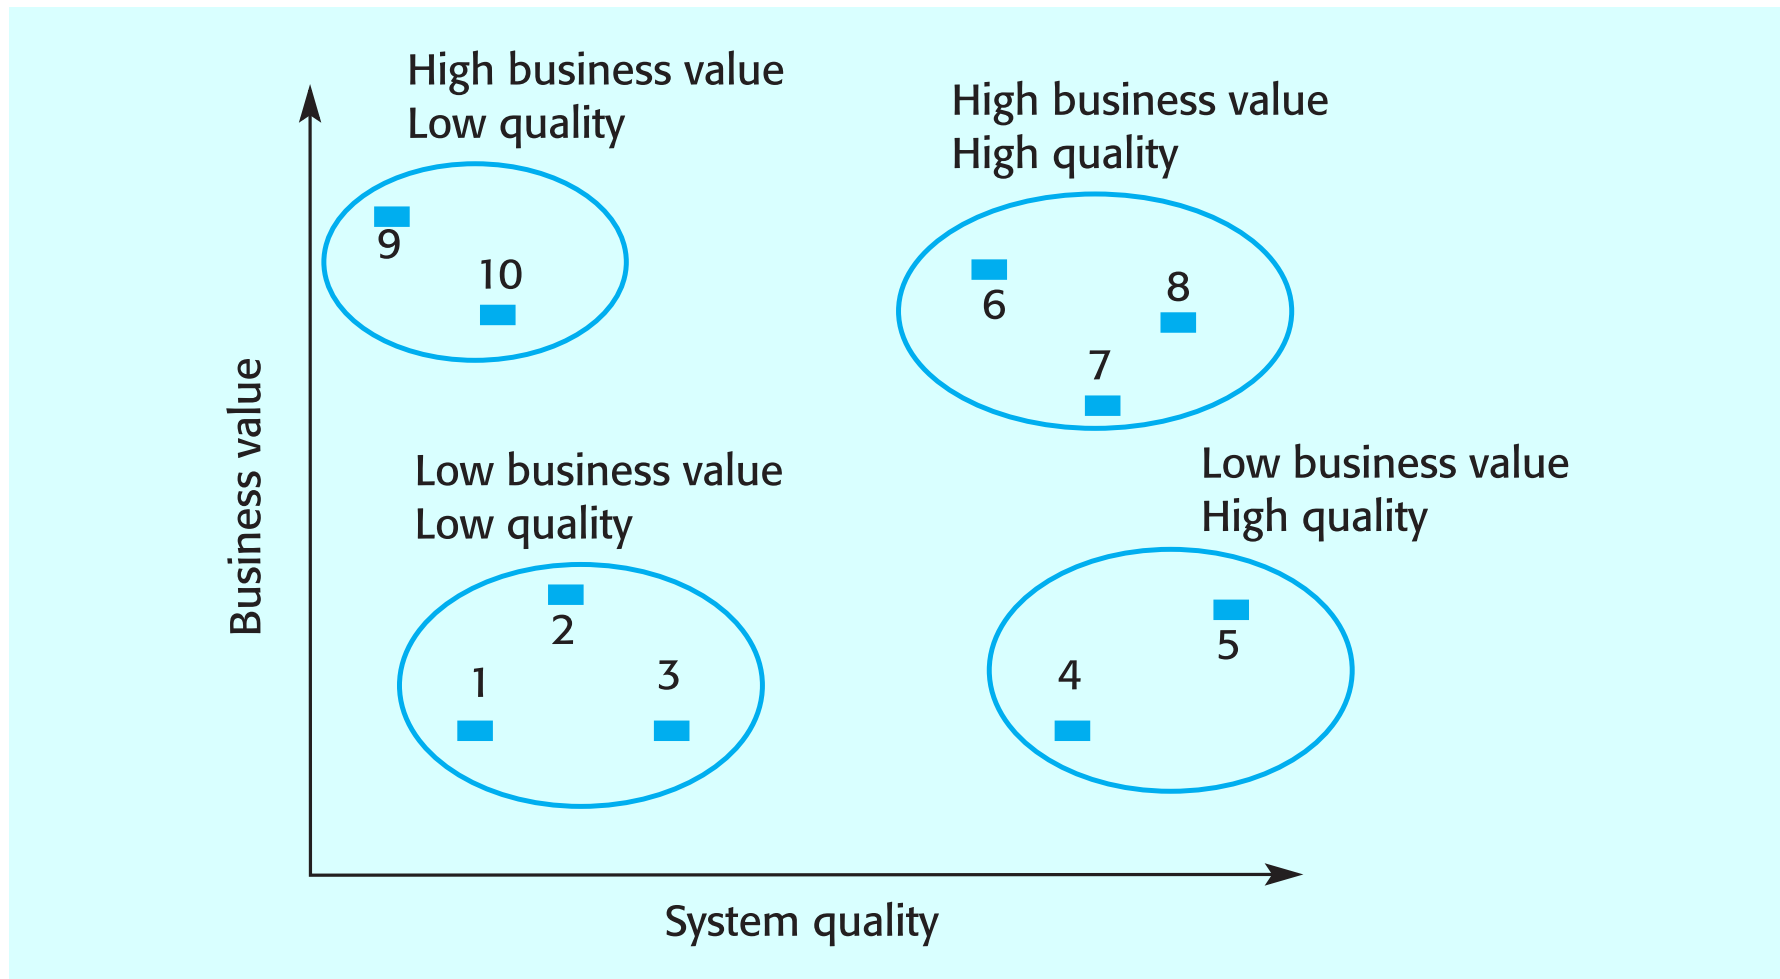 High business value
Low quality
High business value
High quality
9
10
6
8
7
Business value
Low business value
Low quality
Low business value
High quality
2
1
3
5
4
System quality